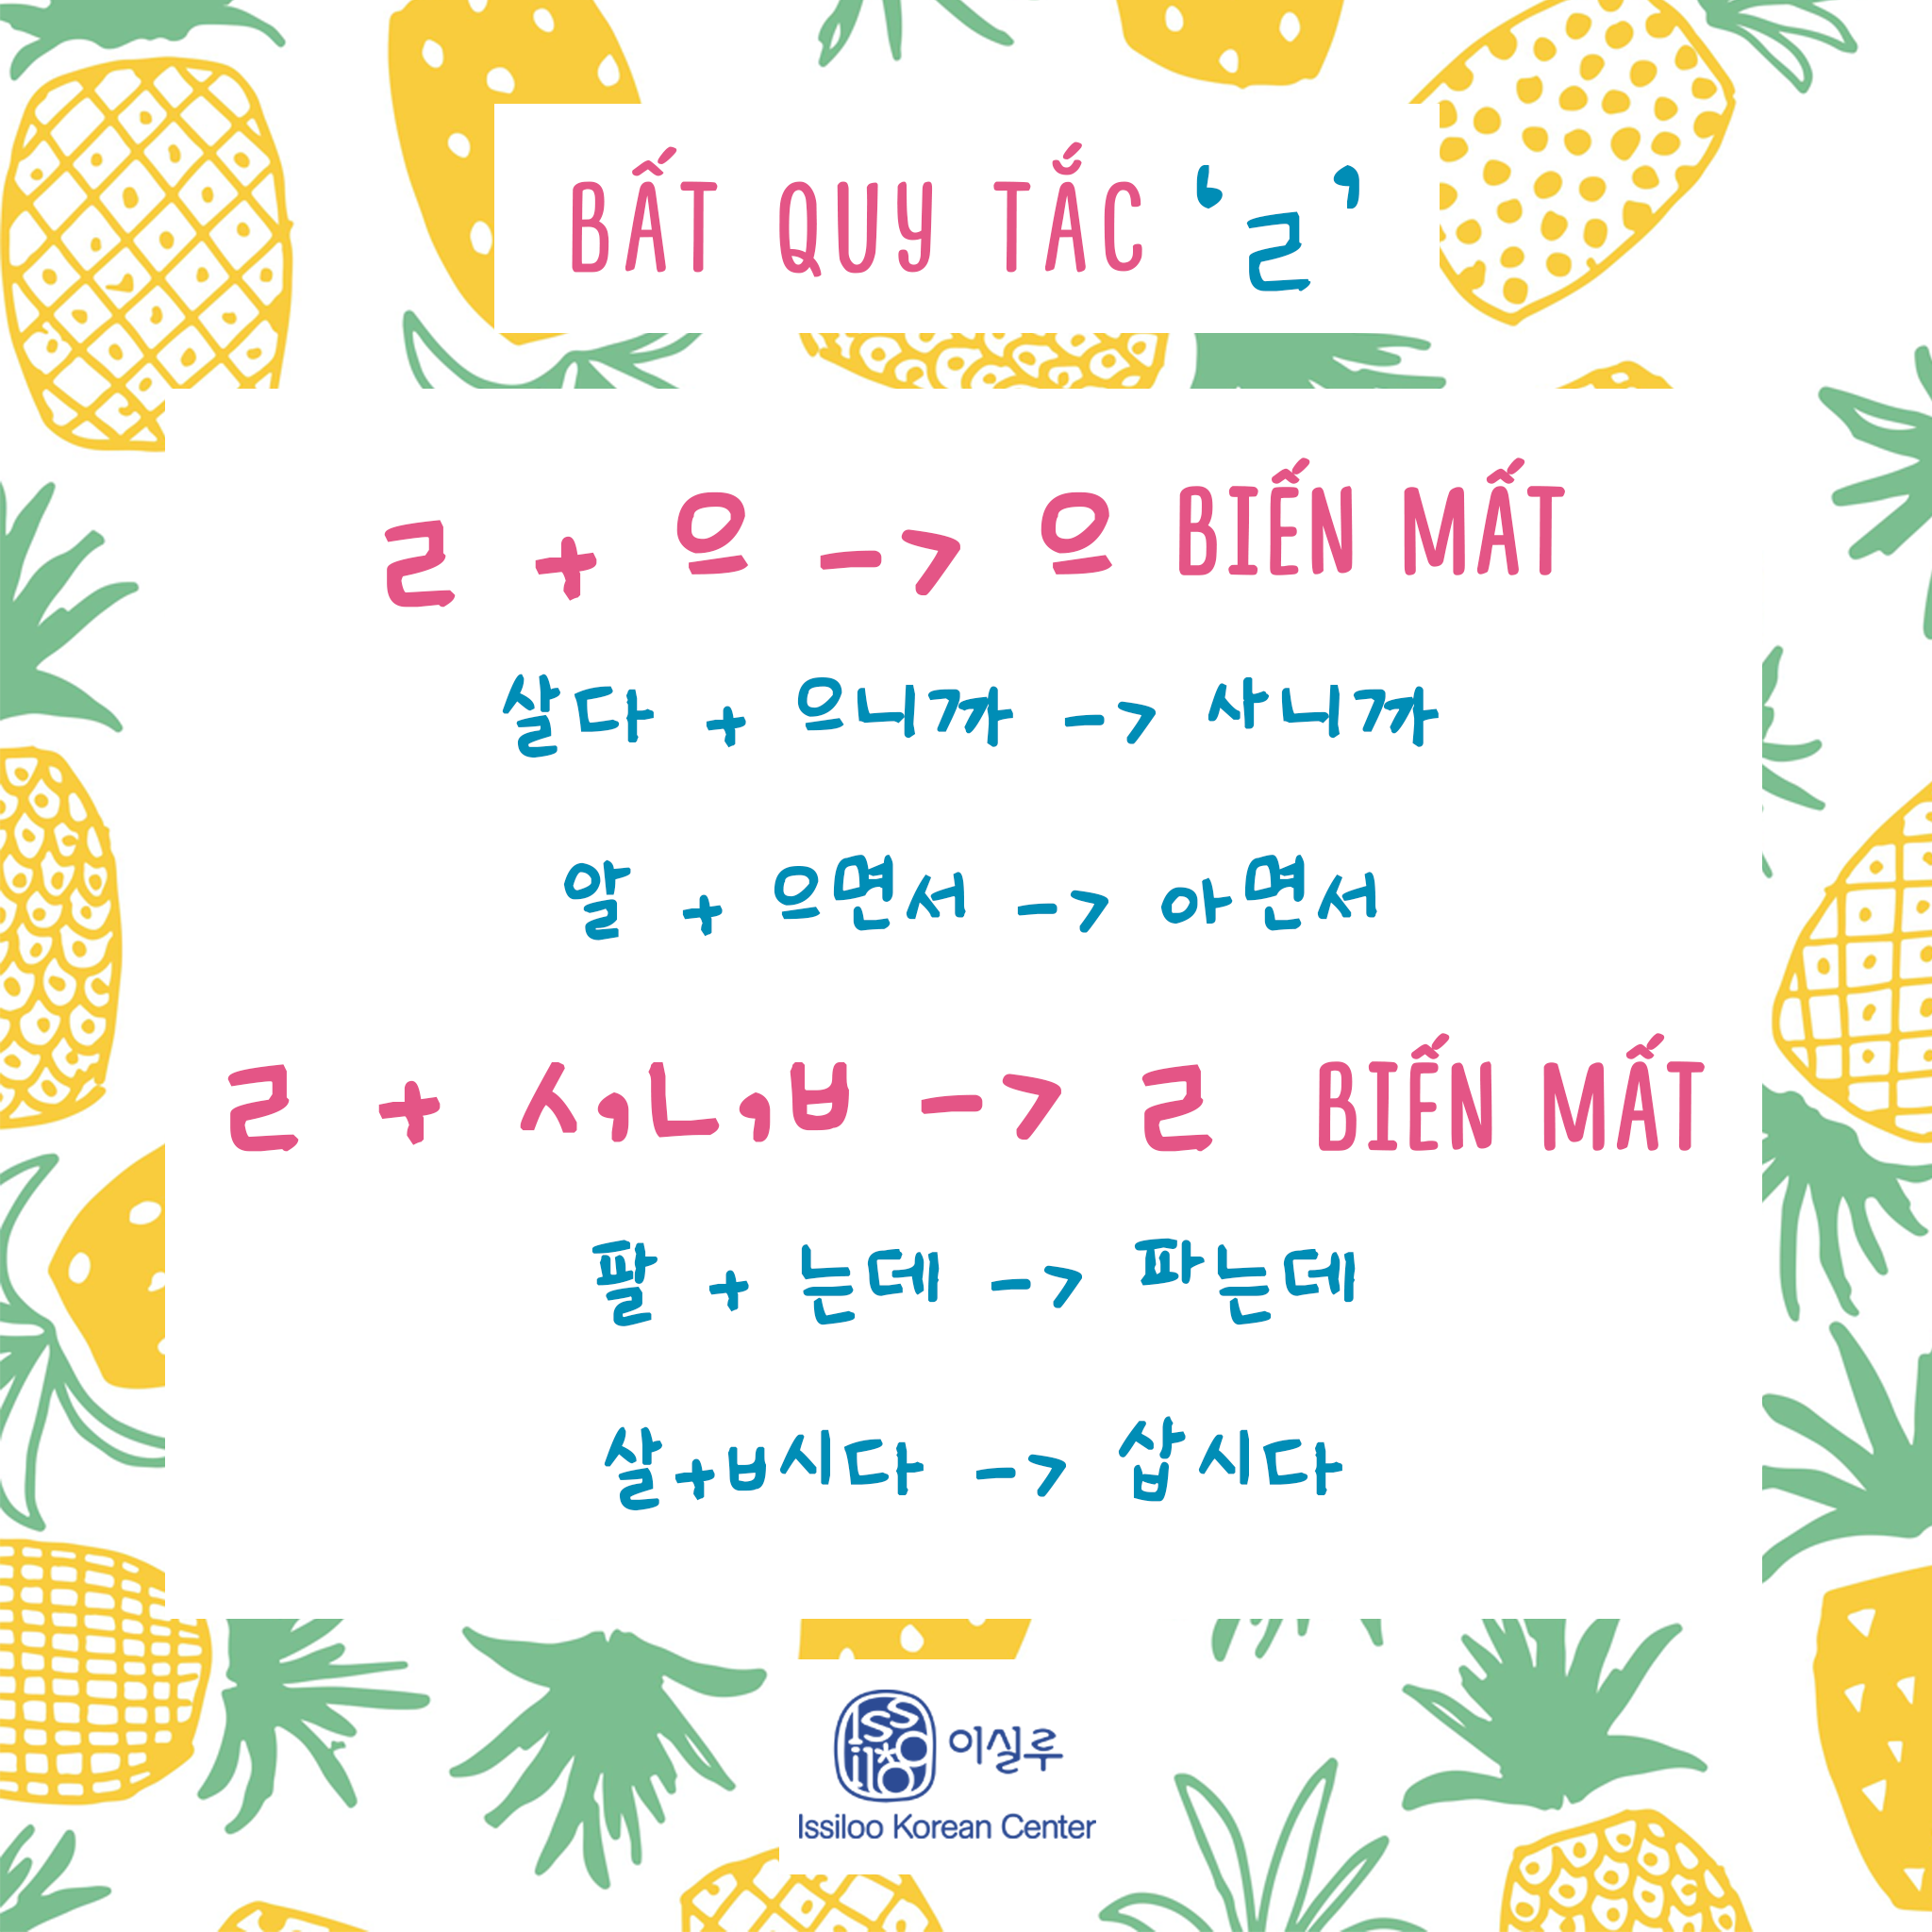 BẤT QUY TẮC 'ㄹ'
ㄹ + 으 -> 으 BIẾN MẤT
살다 + 으니까 -> 사니까
알 + 으면서 -> 아면서
ㄹ + ㅅ,ㄴ,ㅂ -> ㄹ BIẾN MẤT
팔 + 는데 -> 파는데
살+ㅂ시다 -> 삽시다
issiloo
이실루
Issiloo Korean Center